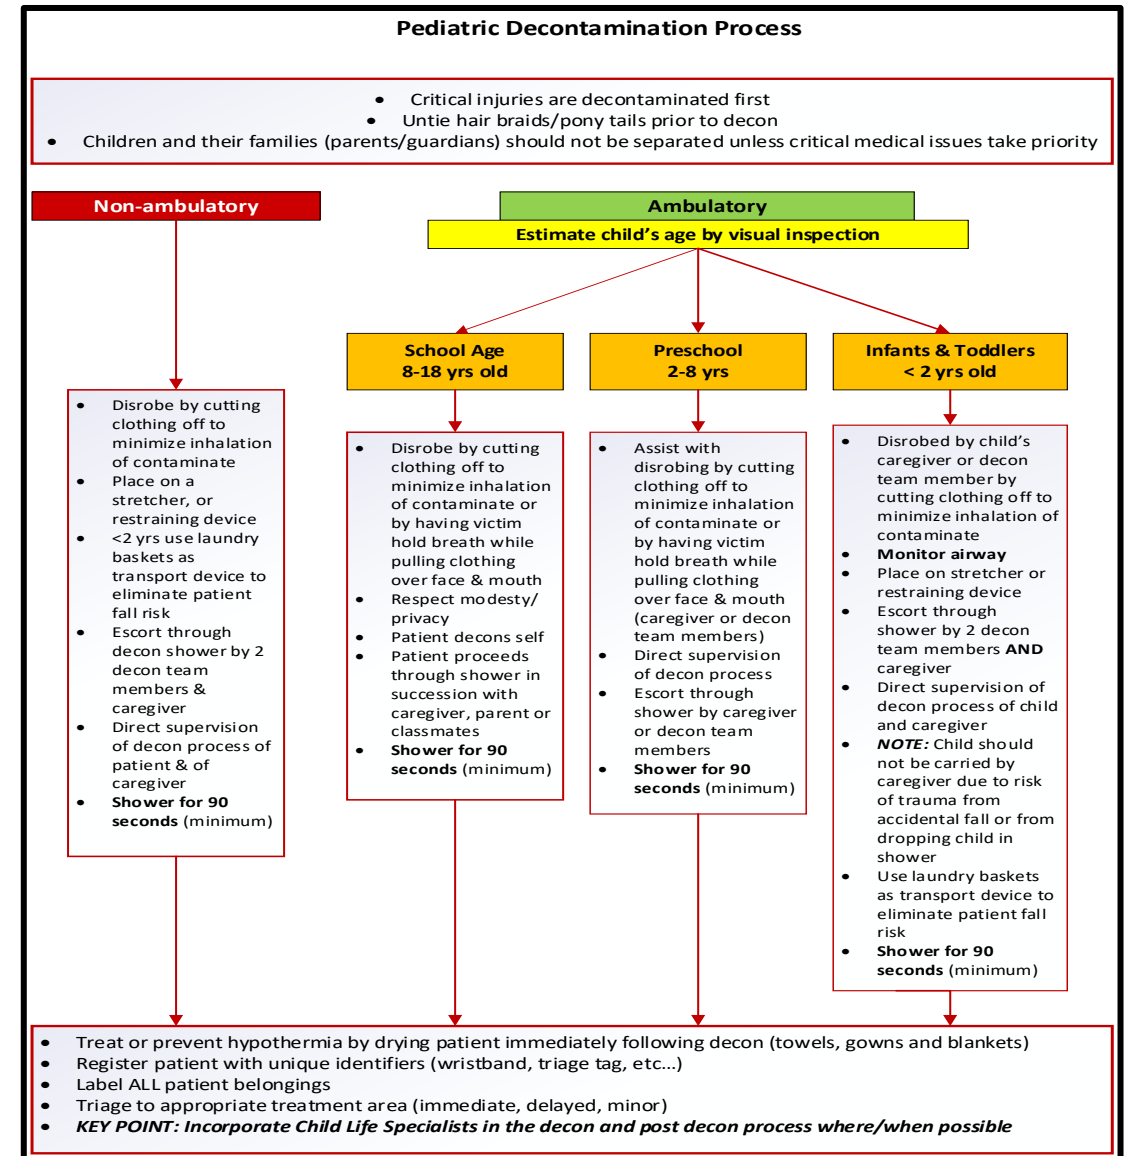 Pediatric Decontamination Process
• Critical injuries are decontaminated first
• Untie hair braids/pony tails prior to decon
• Children and their families (parents/guardians) should not be separated unless critical medical issues take priority
Non-ambulatory
Ambulatory
Estimate child's age by visual inspection
School Age
8-18 yrs old
Preschool
2-8 yrs
Infants & Toddlers
< 2 yrs old
• Disrobe by cutting
clothing off to
minimize inhalation
of contaminate
• Place on a
stretcher, or
restraining device
• <2 yrs use laundry
baskets as
transport device to
eliminate patient
fall risk
• Escort through
decon shower by 2
decon team
members &
caregiver
• Direct supervision
of decon process of
patient & of
caregiver
• Shower for 90
seconds (minimum)
• Disrobe by cutting
clothing off to
minimize inhalation
of contaminate or
by having victim
hold breath while
pulling clothing
over face & mouth
• Respect modesty/
privacy
• Patient decons self
• Patient proceeds
through shower in
succession with
caregiver, parent or
classmates
• Shower for 90
seconds (minimum)
• Assist with
disrobing by cutting
clothing off to
minimize inhalation
of contaminate or
by having victim
hold breath while
pulling clothing
over face & mouth
(caregiver or decon
team members)
• Direct supervision
of decon process
• Escort through
shower by caregiver
or decon team
members
• Shower for 90
seconds (minimum)
• Disrobed by child's
caregiver or decon
team member by
cutting clothing off to
minimize inhalation of
contaminate
• Monitor airway
• Place on stretcher or
restraining device
• Escort through
shower by 2 decon
team members AND
caregiver
• Direct supervision of
decon process of child
and caregiver
• NOTE: Child should
not be carried by
caregiver due to risk
of trauma from
accidental fall or from
dropping child in
shower
• Use laundry baskets
as transport device to
eliminate patient fall
risk
• Shower for 90
seconds (minimum)
• Treat or prevent hypothermia by drying patient immediately following decon (towels, gowns and blankets)
• Register patient with unique identifiers (wristband, triage tag, etc...)
• Label ALL patient belongings
• Triage to appropriate treatment area (immediate, delayed, minor)
• KEY POINT: Incorporate Child Life Specialists in the decon and post decon process where/when possible